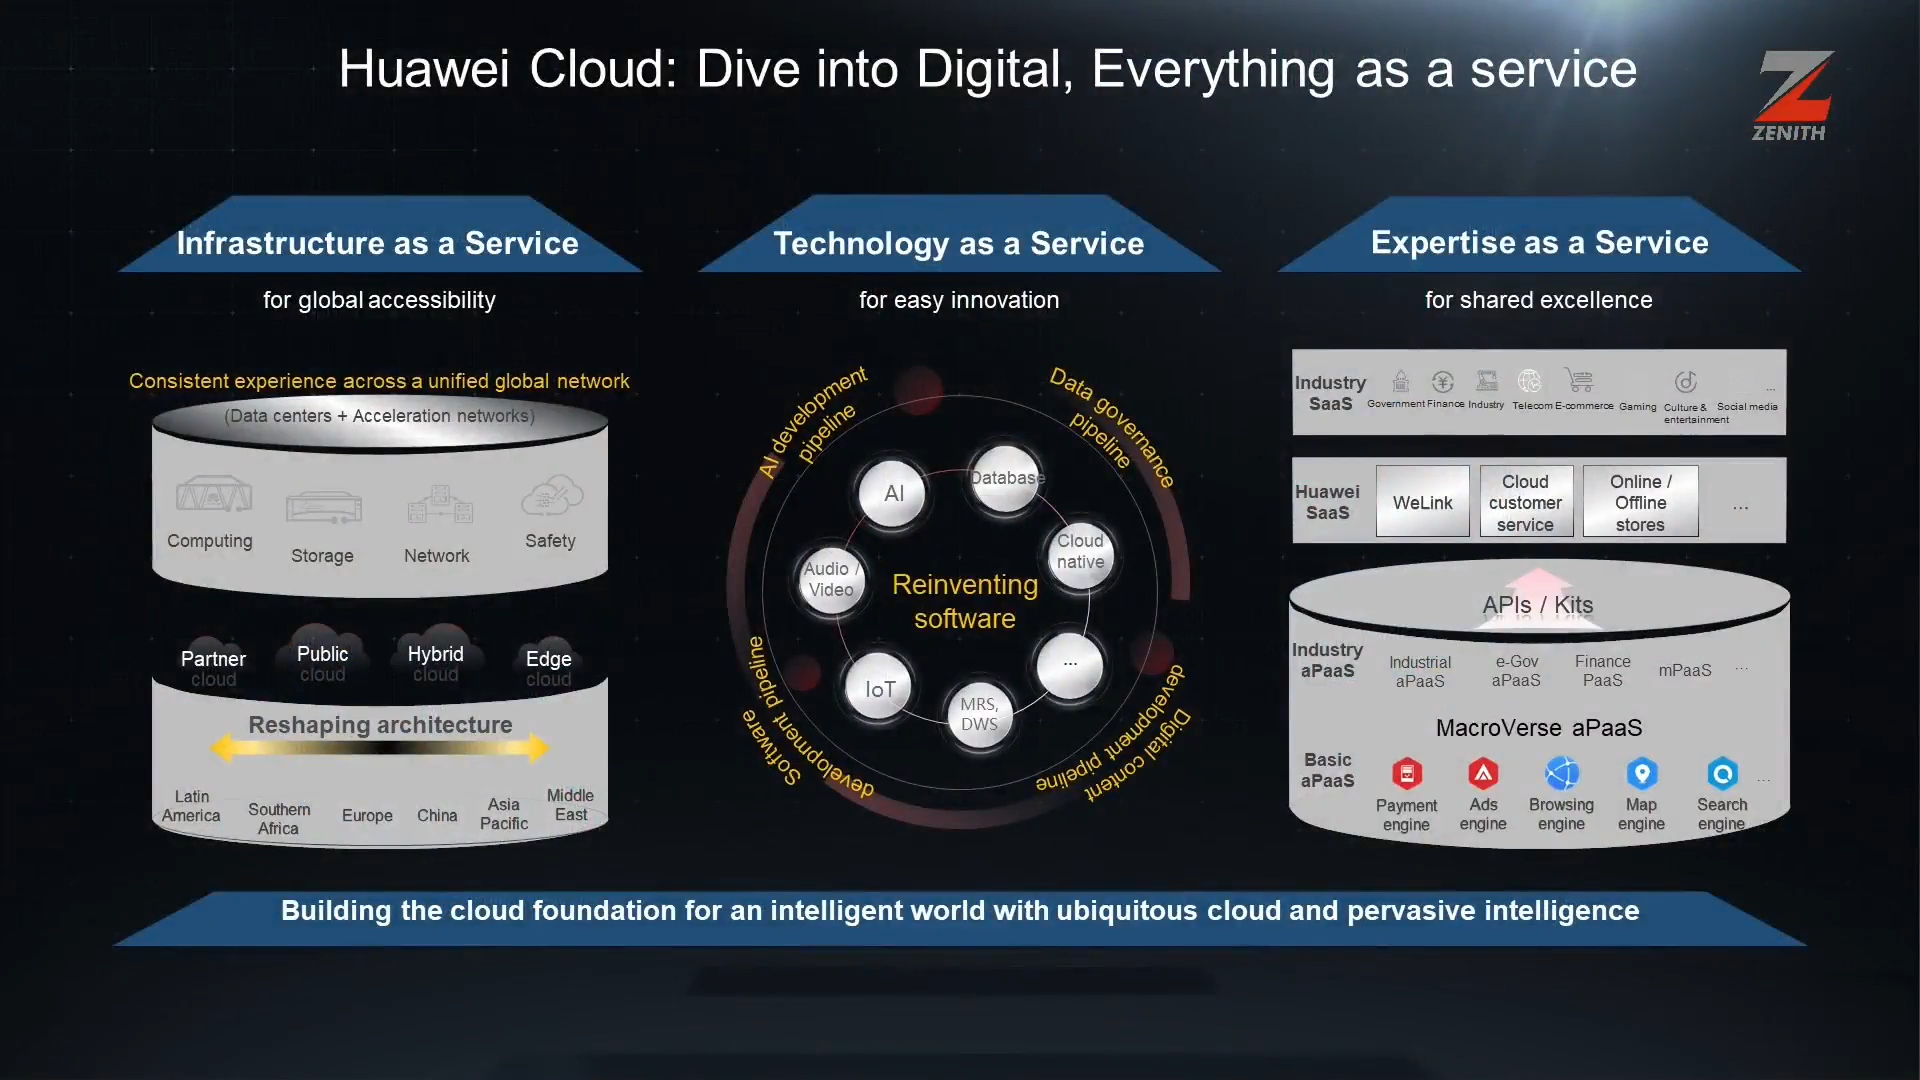 Huawei Cloud: Dive into Digital, Everything as a service
ZENITH
Infrastructure as a Service
for global accessibility
Consistent experience across a unified global network
(Data centers + Acceleration networks)
Computing
Storage
Network
Safety
Partner
cloud
Public
cloud
Hybrid
cloud
Edge
cloud
Reshaping architecture
Latin
America
Southern
Africa
Europe
China
Asia
Pacific
Middle
East
Technology as a Service
for easy innovation
AI development
pipeline
Data governance
pipeline
AI
Database
Cloud
native
Audio /
Video
Reinventing
software
...
IoT
MRS,
DWS
Software
development pipeline
Digital content
development pipeline
Expertise as a Service
for shared excellence
Industry
SaaS
Government
Finance
Industry
Telecom
E-commerce
Gaming
Culture &
entertainment
Social media
...
Huawei
SaaS
WeLink
Cloud
customer
service
Online /
Offline
stores
...
APIs / Kits
Industry
aPaaS
Industrial
aPaaS
e-Gov
aPaaS
Finance
PaaS
mPaaS
...
MacroVerse aPaaS
Basic
aPaaS
Payment
engine
Ads
engine
Browsing
engine
Map
engine
Search
engine
...
Building the cloud foundation for an intelligent world with ubiquitous cloud and pervasive intelligence